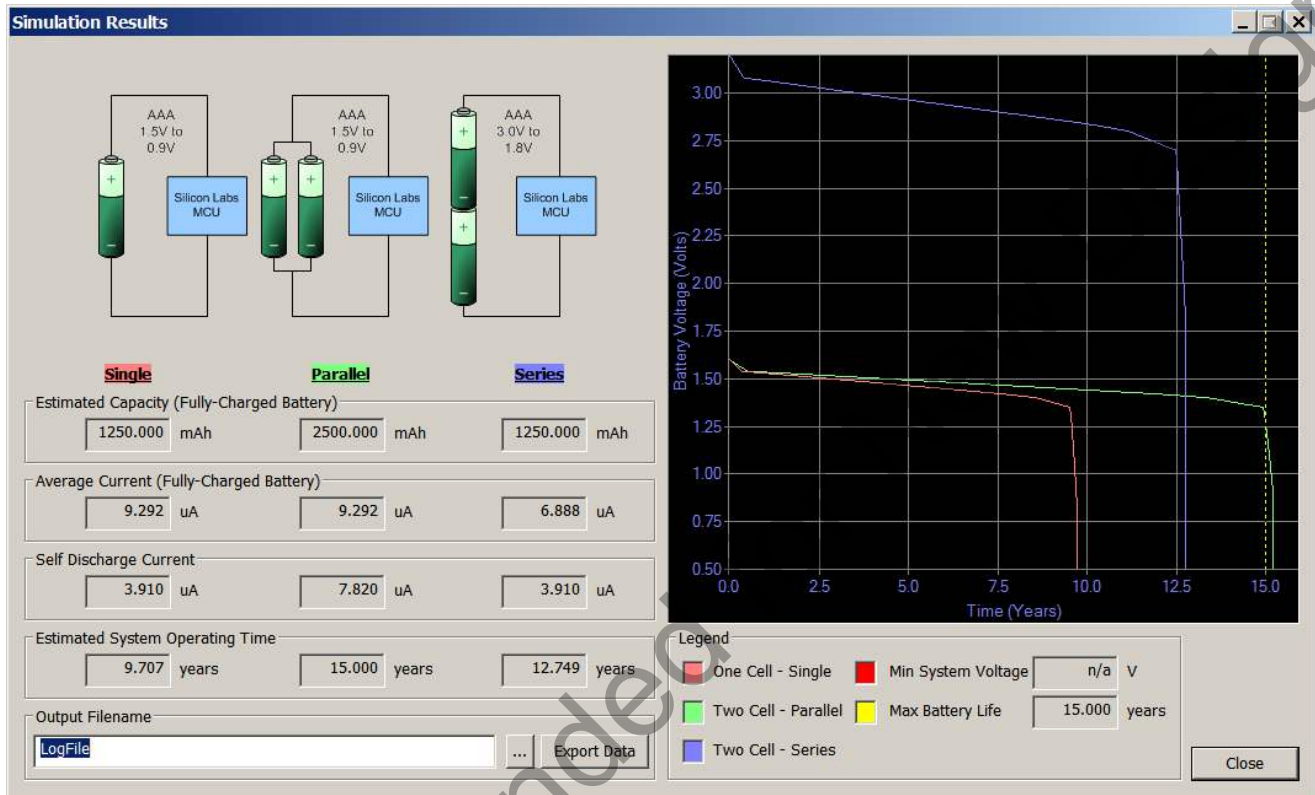 Simulation Results
AAA
1.5V to
0.9V
Silicon Labs
MCU
AAA
1.5V to
0.9V
Silicon Labs
MCU
AAA
3.0V to
1.8V
Silicon Labs
MCU
+
-
+
-
+
-
+
-
+
-
Single Parallel Series
Estimated Capacity (Fully-Charged Battery)
1250.000 mAh 2500.000 mAh 1250.000 mAh
Average Current (Fully-Charged Battery)
9.292 uA 9.292 uA 6.888 uA
Self Discharge Current
3.910 uA 7.820 uA 3.910 uA
Estimated System Operating Time
9.707 years 15.000 years 12.749 years
Output Filename
LogFile ... Export Data
Battery Voltage (Volts)
3.00
2.75
2.50
2.25
2.00
1.75
1.50
1.25
1.00
0.75
0.50
0.0 2.5 5.0 7.5 10.0 12.5 15.0
Time (Years)
Legend
One Cell - Single Min System Voltage n/a V
Two Cell - Parallel Max Battery Life 15.000 years
Two Cell - Series
Close